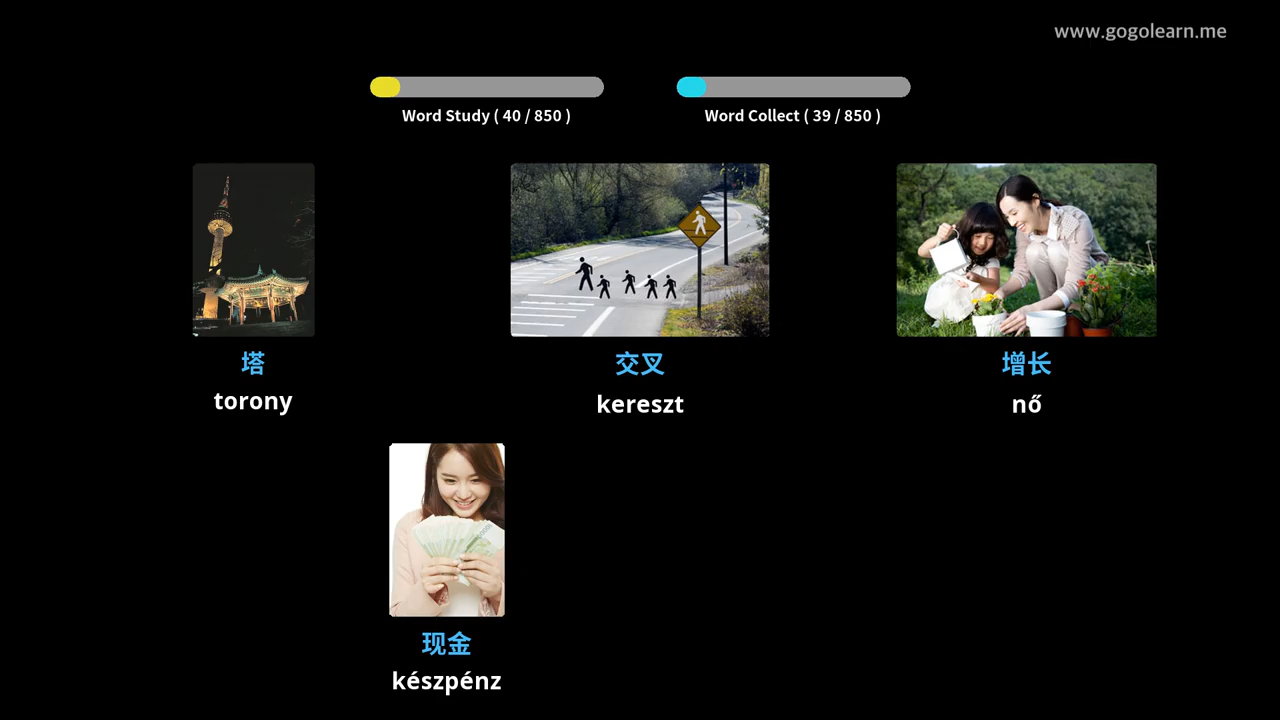 www.gogolearn.me
Word Study ( 40 / 850 )
Word Collect ( 39 / 850 )
塔
torony
交叉
kereszt
增长
nő
现金
készpénz